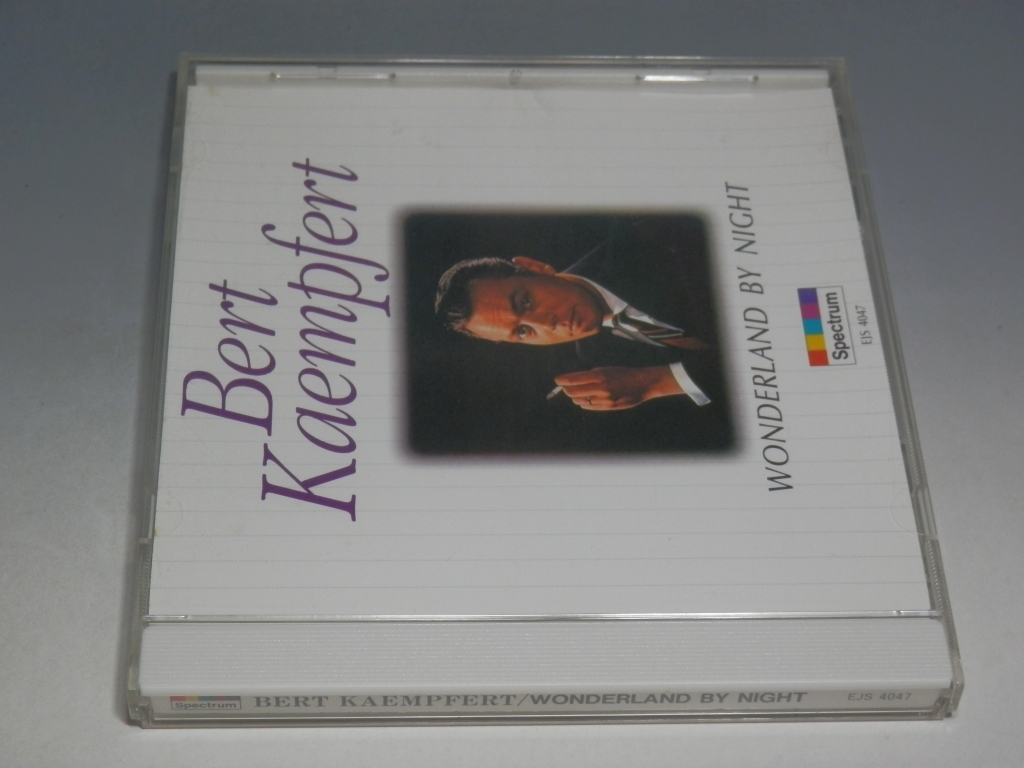 Bert
Kaempfert
WONDERLAND BY NIGHT
Spectrum
EJS 4047
Spectrum BERT KAEMPFERT/WONDERLAND BY NIGHT EJS 4047